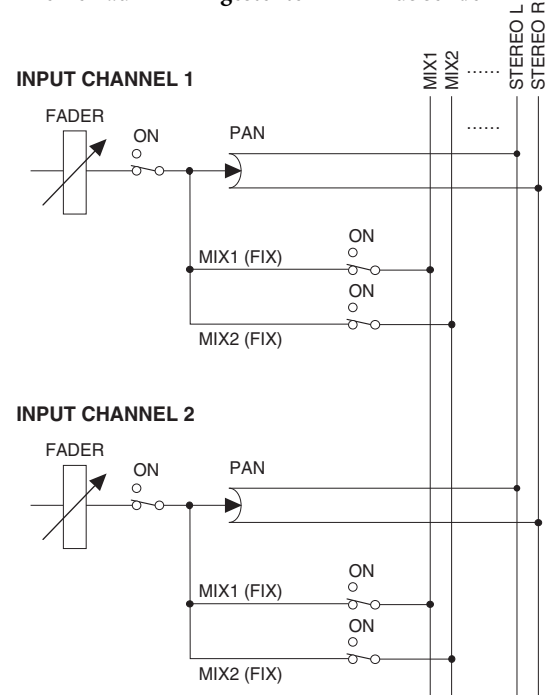 MIX1
MIX2
......
STEREO L
STEREO R
INPUT CHANNEL 1
......
FADER
ON
PAN
ON
MIX1 (FIX)
ON
MIX2 (FIX)
INPUT CHANNEL 2
FADER
ON
PAN
ON
MIX1 (FIX)
ON
MIX2 (FIX)